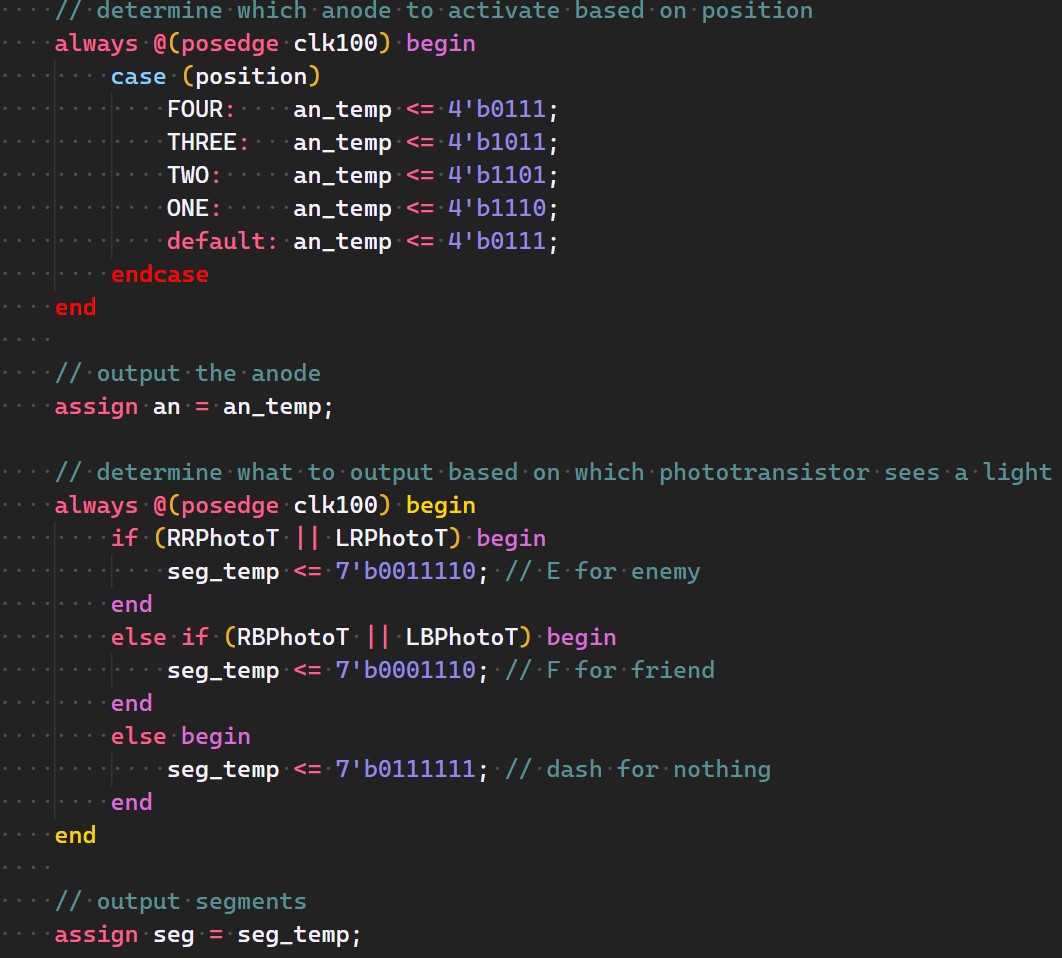 // determine which anode to activate based on position
always @(posedge clk100) begin
case (position)
FOUR: an_temp <= 4'b0111;
THREE: an_temp <= 4'b1011;
TWO: an_temp <= 4'b1101;
ONE: an_temp <= 4'b1110;
default: an_temp <= 4'b0111;
endcase
end
// output the anode
assign an = an_temp;
// determine what to output based on which phototransistor sees a light
always @(posedge clk100) begin
if (RRPhotoT || LRPhotoT) begin
seg_temp <= 7'b0011110; // E for enemy
end
else if (RBPhotoT || LBPhotoT) begin
seg_temp <= 7'b0001110; // F for friend
end
else begin
seg_temp <= 7'b0111111; // dash for nothing
end
end
// output segments
assign seg = seg_temp;